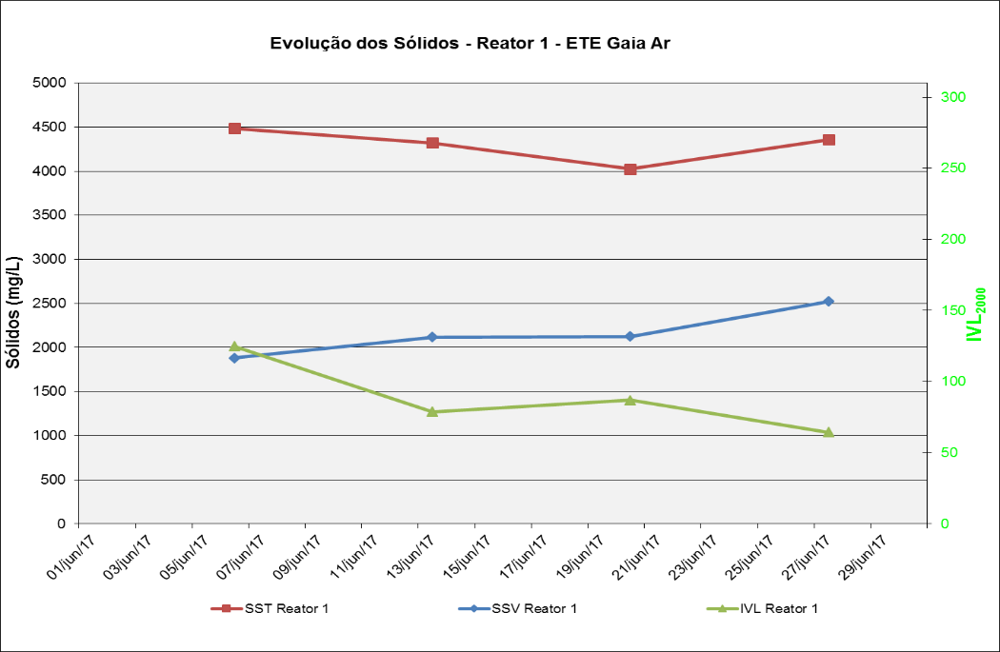 Evolução dos Sólidos - Reator 1 - ETE Gaia Ar
5000
4500
4000
3500
3000
2500
2000
1500
1000
500
0
Sólidos (mg/L)
300
250
200
150
100
50
0
IVL2000
01/jun/17
03/jun/17
05/jun/17
07/jun/17
09/jun/17
11/jun/17
13/jun/17
15/jun/17
17/jun/17
19/jun/17
21/jun/17
23/jun/17
25/jun/17
27/jun/17
29/jun/17
SST Reator 1
SSV Reator 1
IVL Reator 1